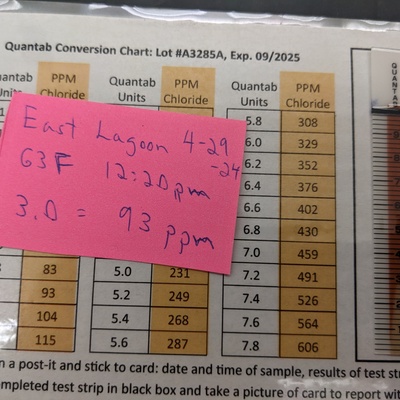 Quantab Conversion Chart: Lot #A3285A, Exp. 09/2025
PPM Quantab PPM Quantab PPM
Chloride Units Chloride Units Chloride
5.8 308
6.0 329
6.2 352
6.4 376
6.6 402
6.8 430
7.0 459
East Lagoon 4-29
-24
63F 12:20pm
3.0 = 93 ppm
83 5.0 231 7.2 491
93 5.2 249 7.4 526
104 5.4 268 7.6 564
115 5.6 287 7.8 606
n a post-it and stick to card: date and time of sample, results of test
completed test strip in black box and take a picture of card to report